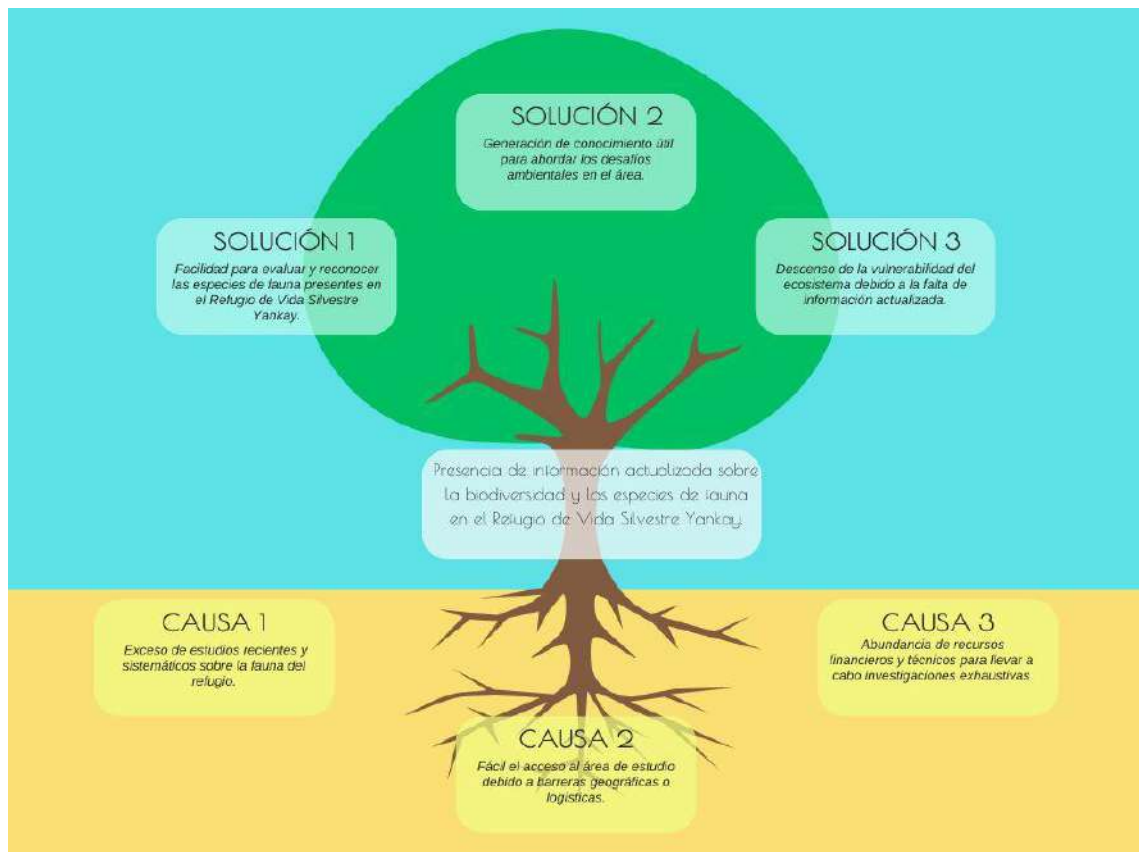 SOLUCIÓN 2
Generación de conocimiento útil
para abordar los desafíos
ambientales en el área.
SOLUCIÓN 1
Facilidad para evaluar y reconocer
las especies de fauna presentes en
el Refugio de Vida Silvestre
Yankay.
SOLUCIÓN 3
Descenso de la vulnerabilidad del
ecosistema debido a la falta de
información actualizada.
Presencia de información actualizada sobre
la biodiversidad y las especies de fauna
en el Refugio de Vida Silvestre Yankay.
CAUSA 1
Exceso de estudios recientes y
sistemáticos sobre la fauna del
refugio.
CAUSA 3
Abundancia de recursos
financieros y técnicos para llevar a
cabo investigaciones exhaustivas.
CAUSA 2
Fácil el acceso al área de estudio
debido a barreras geográficas o
logísticas.